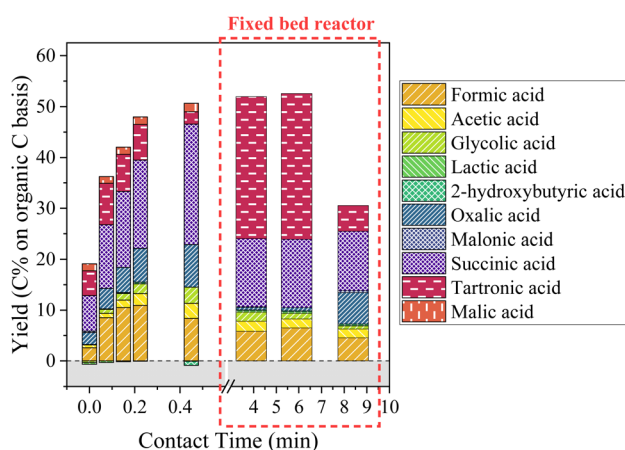 Fixed bed reactor
Yield (C% on organic C basis)
60
50
40
30
20
10
0
0.0 0.2 0.4 4 5 6 7 8 9 10
Contact Time (min)
Formic acid
Acetic acid
Glycolic acid
Lactic acid
2-hydroxybutyric acid
Oxalic acid
Malonic acid
Succinic acid
Tartronic acid
Malic acid